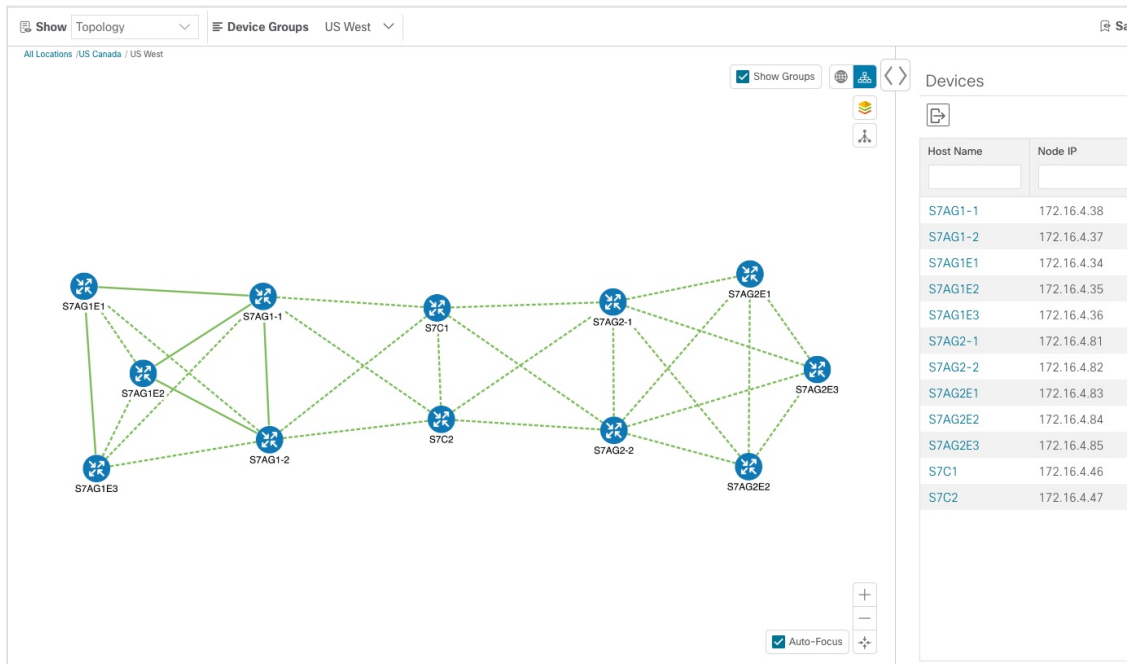 Show Topology Device Groups US West
All Locations /US Canada / US West
Show Groups
Devices
Host Name Node IP
S7AG1-1 172.16.4.38
S7AG1-2 172.16.4.37
S7AG1E1 172.16.4.34
S7AG1E2 172.16.4.35
S7AG1E3 172.16.4.36
S7AG2-1 172.16.4.81
S7AG2-2 172.16.4.82
S7AG2E1 172.16.4.83
S7AG2E2 172.16.4.84
S7AG2E3 172.16.4.85
S7C1 172.16.4.46
S7C2 172.16.4.47
S7AG2E1
S7AG1E1
S7AG1-1
S7C1
S7AG2-1
S7AG1E2
S7AG2E3
S7C2
S7AG2-2
S7AG1-2
S7AG1E3
S7AG2E2
Auto-Focus